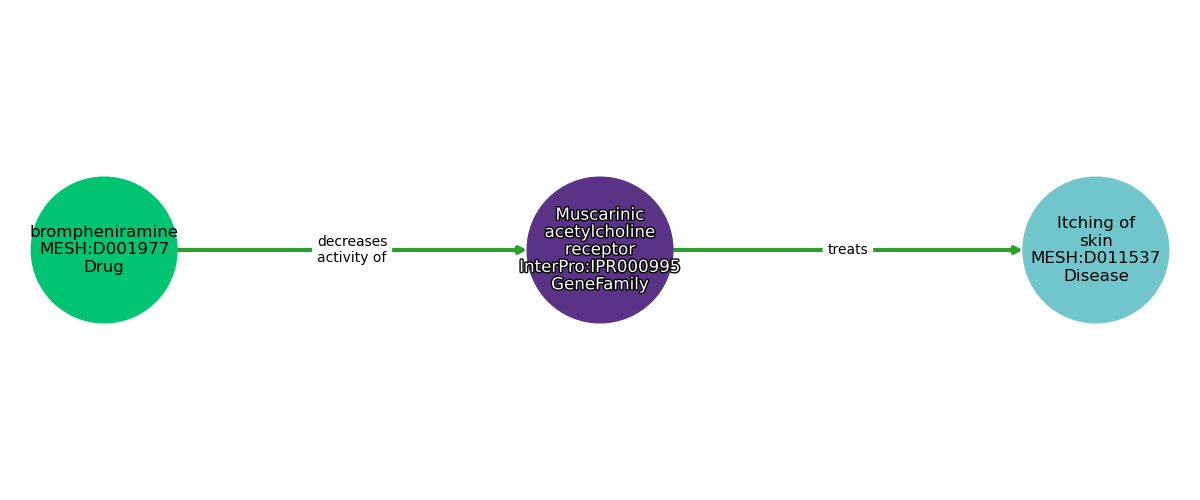 brompheniramine
MESH:D001977
Drug
decreases
activity of
Muscarinic
acetylcholine
receptor
InterPro:IPR000995
GeneFamily
treats
Itching of
skin
MESH:D011537
Disease